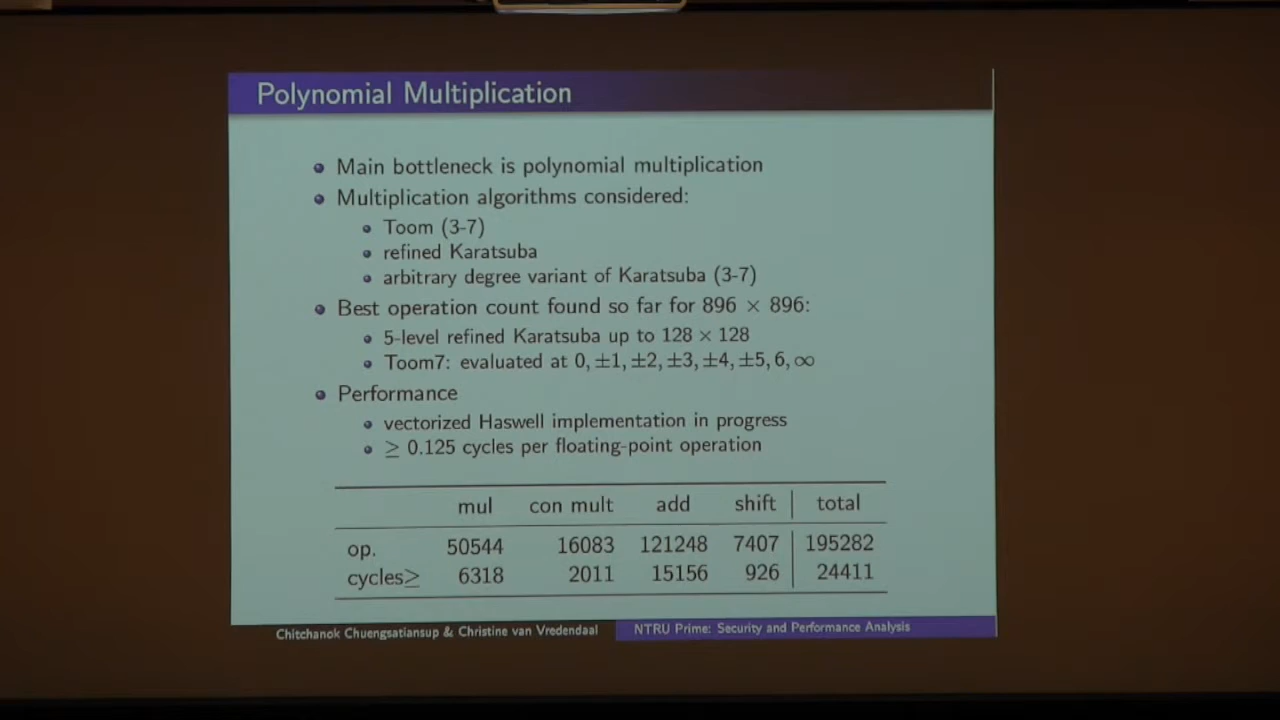 Polynomial Multiplication
Main bottleneck is polynomial multiplication
Multiplication algorithms considered:
Toom (3-7)
refined Karatsuba
arbitrary degree variant of Karatsuba (3-7)
Best operation count found so far for 896 × 896:
5-level refined Karatsuba up to 128 × 128
Toom7: evaluated at 0, ±1, ±2, ±3, ±4, ±5, 6, ∞
Performance
vectorized Haswell implementation in progress
≥ 0.125 cycles per floating-point operation
mul con mult add shift total
op. 50544 16083 121248 7407 195282
cycles≥ 6318 2011 15156 926 24411
Chitchanok Chuengsatiansup & Christine van Vredendaal NTRU Prime: Security and Performance Analysis